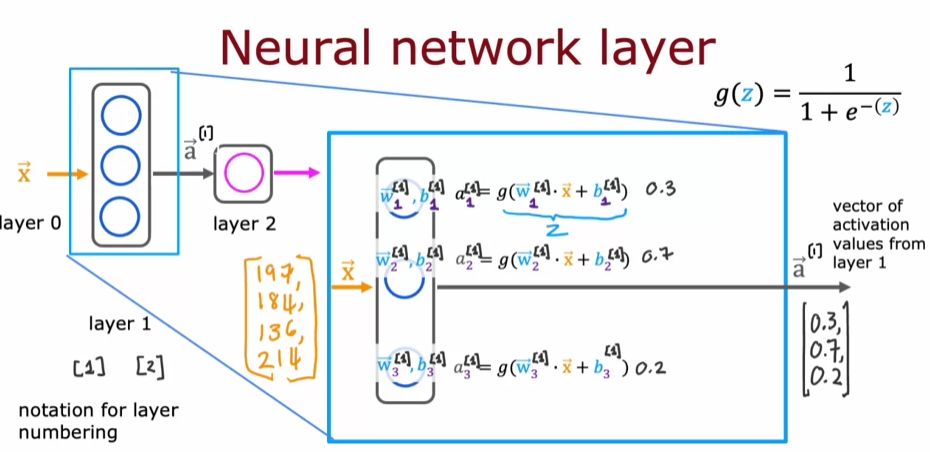 Neural network layer
g(z) = 1 / 1 + e^−(z)
x⃗
a⃗^[1]
layer 0
layer 2
layer 1
[1] [2]
notation for layer
numbering
[197,
184,
136,
214]
x⃗
w⃗₁^[1], b₁^[1] a₁^[1] = g(w⃗₁^[1] · x⃗ + b₁^[1]) 0.3
z
w⃗₂^[1], b₂^[1] a₂^[1] = g(w⃗₂^[1] · x⃗ + b₂^[1]) 0.7
w⃗₃^[1], b₃^[1] a₃^[1] = g(w⃗₃^[1] · x⃗ + b₃^[1]) 0.2
vector of
activation
values from
layer 1
a⃗^[1]
[0.3,
0.7,
0.2]